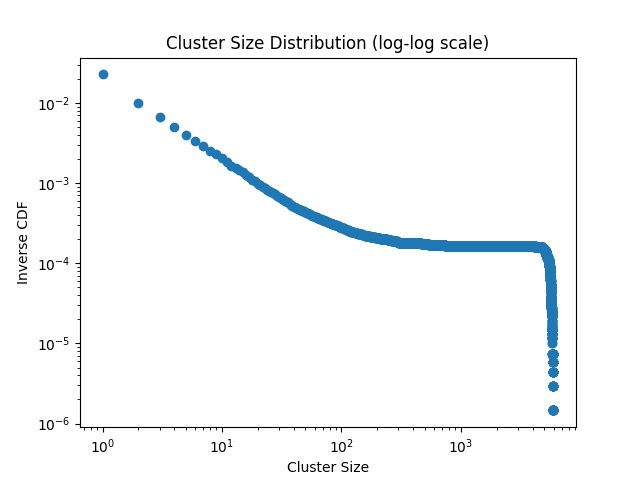 Cluster Size Distribution (log-log scale)
Inverse CDF
10⁻²
10⁻³
10⁻⁴
10⁻⁵
10⁻⁶
10⁰ 10¹ 10² 10³
Cluster Size